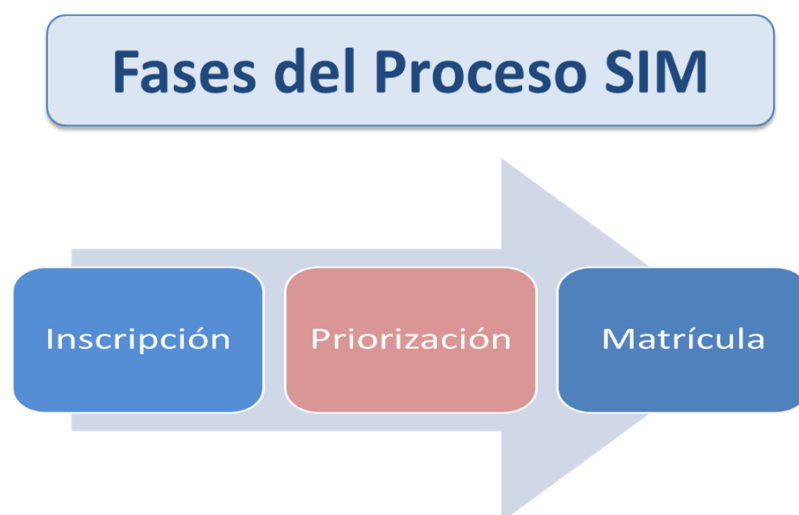 Fases del Proceso SIM
Inscripción
Priorización
Matrícula